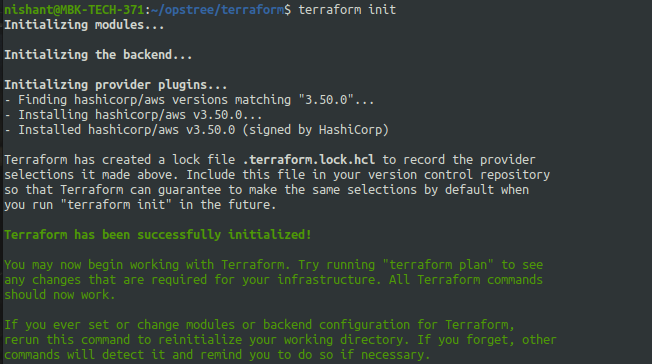 nishant@MBK-TECH-371:~/opstree/terraform$ terraform init
Initializing modules...
Initializing the backend...
Initializing provider plugins...
- Finding hashicorp/aws versions matching "3.50.0"...
- Installing hashicorp/aws v3.50.0...
- Installed hashicorp/aws v3.50.0 (signed by HashiCorp)
Terraform has created a lock file .terraform.lock.hcl to record the provider
selections it made above. Include this file in your version control repository
so that Terraform can guarantee to make the same selections by default when
you run "terraform init" in the future.
Terraform has been successfully initialized!
You may now begin working with Terraform. Try running "terraform plan" to see
any changes that are required for your infrastructure. All Terraform commands
should now work.
If you ever set or change modules or backend configuration for Terraform,
rerun this command to reinitialize your working directory. If you forget, other
commands will detect it and remind you to do so if necessary.